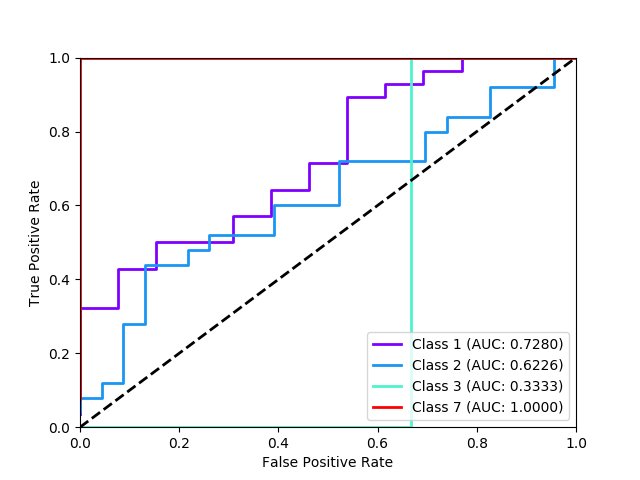 1.0
0.8
0.6
0.4
0.2
0.0
True Positive Rate
Class 1 (AUC: 0.7280)
Class 2 (AUC: 0.6226)
Class 3 (AUC: 0.3333)
Class 7 (AUC: 1.0000)
0.0 0.2 0.4 0.6 0.8 1.0
False Positive Rate